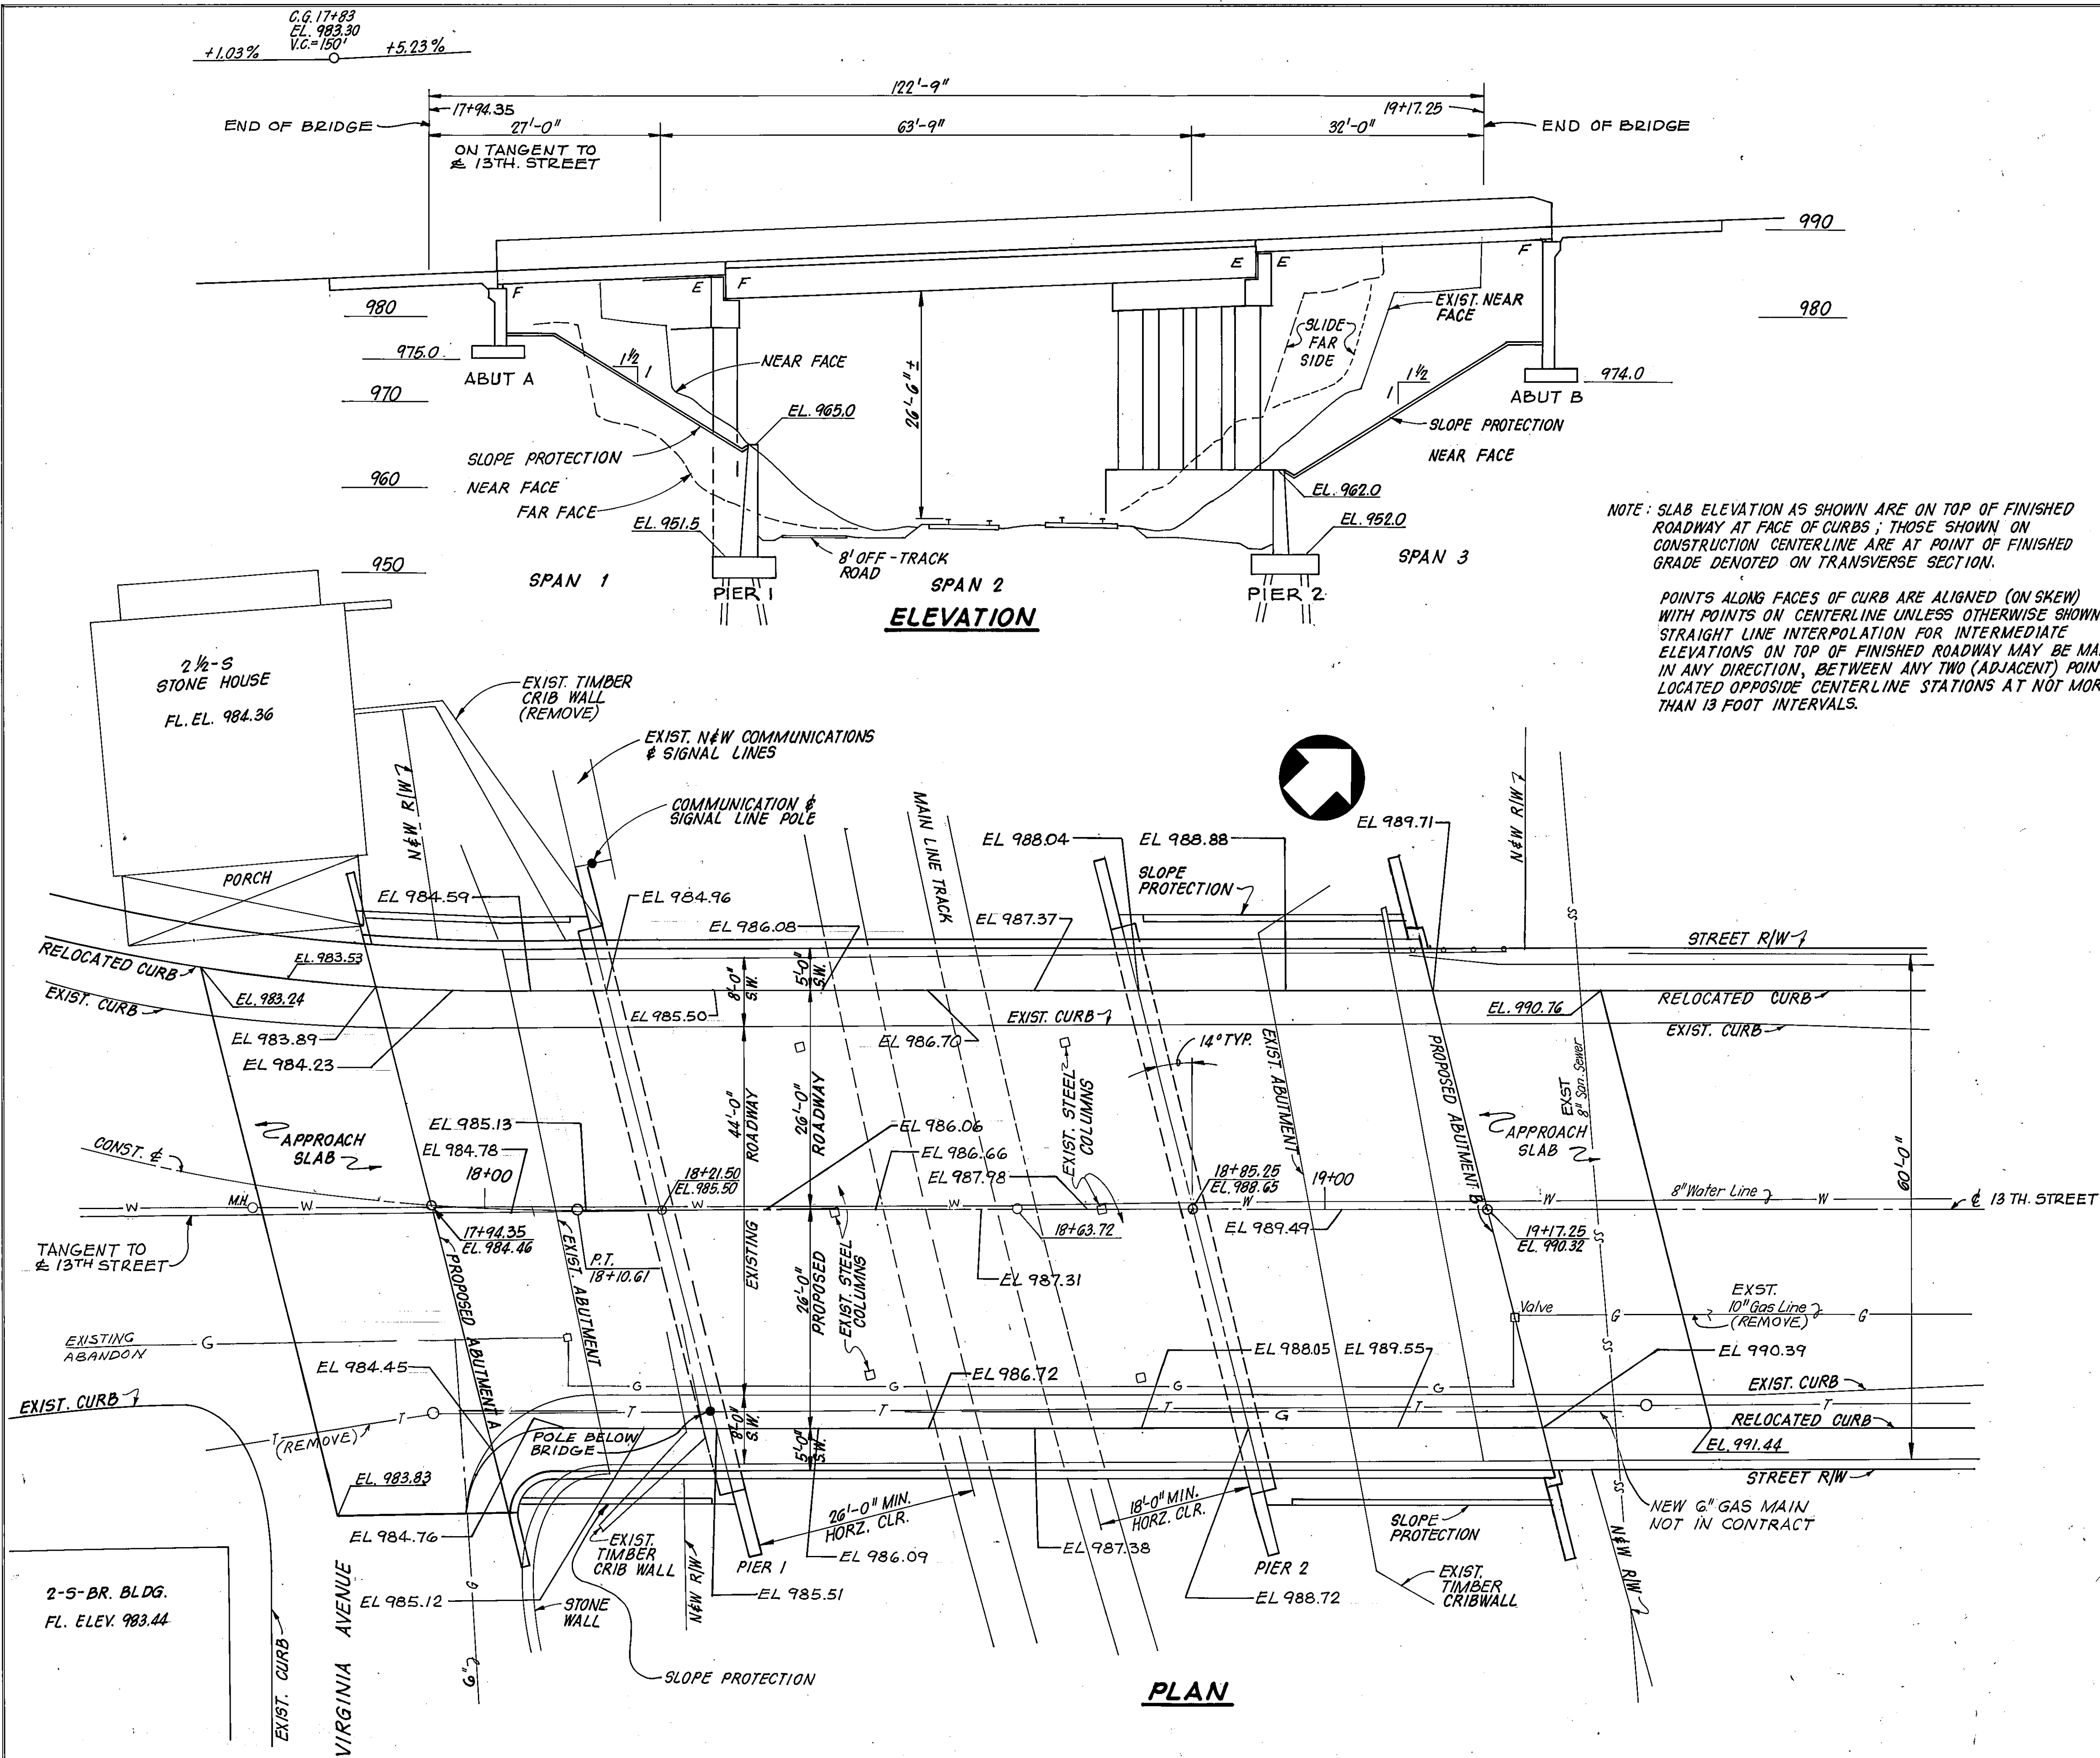 C.G. 17+83
EL. 983.30
V.C.=150'
+1.03%
+5.23%
122'-9"
17+94.35
19+17.25
END OF BRIDGE
27'-0"
63'-9"
32'-0"
END OF BRIDGE
ON TANGENT TO
℄ 13TH. STREET
990
980
980
975.0
970
960
950
974.0
F
E
F
E
E
F
ABUT A
ABUT B
1½
1
NEAR FACE
EL. 965.0
26'-6"±
SLIDE
FAR
SIDE
EXIST. NEAR
FACE
1½
1
SLOPE PROTECTION
NEAR FACE
SLOPE PROTECTION
NEAR FACE
FAR FACE
EL. 951.5
EL. 962.0
EL. 952.0
8' OFF-TRACK
ROAD
SPAN 1
SPAN 2
SPAN 3
PIER 1
PIER 2
ELEVATION
NOTE: SLAB ELEVATION AS SHOWN ARE ON TOP OF FINISHED
ROADWAY AT FACE OF CURBS; THOSE SHOWN ON
CONSTRUCTION CENTERLINE ARE AT POINT OF FINISHED
GRADE DENOTED ON TRANSVERSE SECTION.
POINTS ALONG FACES OF CURB ARE ALIGNED (ON SKEW)
WITH POINTS ON CENTERLINE UNLESS OTHERWISE SHOWN
STRAIGHT LINE INTERPOLATION FOR INTERMEDIATE
ELEVATIONS ON TOP OF FINISHED ROADWAY MAY BE MA
IN ANY DIRECTION, BETWEEN ANY TWO (ADJACENT) POIN
LOCATED OPPOSIDE CENTERLINE STATIONS AT NOT MOR
THAN 13 FOOT INTERVALS.
2½-S
STONE HOUSE
FL. EL. 984.36
EXIST. TIMBER
CRIB WALL
(REMOVE)
EXIST. N&W COMMUNICATIONS
& SIGNAL LINES
COMMUNICATION &
SIGNAL LINE POLE
N&W R/W
MAIN LINE TRACK
N&W R/W
PORCH
EL 984.59
EL 984.96
EL 986.08
EL 987.37
EL 988.04
EL 988.88
EL 989.71
SLOPE
PROTECTION
SS
STREET R/W
RELOCATED CURB
EL. 983.53
EL. 983.24
EXIST. CURB
EL 983.89
EL 984.23
EL 985.50
8'-0"
S.W.
5'-0"
S.W.
EXIST. CURB
EL 986.70
14° TYP.
EL. 990.76
RELOCATED CURB
EXIST. CURB
44'-0"
ROADWAY
EXISTING
26'-0"
ROADWAY
EXIST. STEEL
COLUMNS
EXIST. ABUTMENT
PROPOSED ABUTMENT B
EXST
8" San. Sewer
60'-0"
APPROACH
SLAB
EL 985.13
EL 984.78
18+00
EL 986.06
EL 986.66
EL 987.98
18+21.50
EL. 985.50
18+85.25
EL. 988.65
19+00
APPROACH
SLAB
CONST. ℄
W
M.H.
W
W
W
W
W
8" Water Line
W
℄ 13 TH. STREET
TANGENT TO
℄ 13TH STREET
17+94.35
EL. 984.46
P.T.
18+10.61
18+63.72
EL 989.49
19+17.25
EL. 990.32
SS
EL 987.31
PROPOSED ABUTMENT A
EXIST. ABUTMENT
26'-0"
PROPOSED
EXIST. STEEL
COLUMNS
EXISTING
ABANDON
G
Valve
G
EXST.
10" Gas Line
(REMOVE)
G
SS
EL 984.45
EL 986.72
EL 988.05
EL 989.55
EL 990.39
G
G
G
G
EXIST. CURB
EXIST. CURB
T
(REMOVE)
T
T
T
T
T
T
G
RELOCATED CURB
POLE BELOW
BRIDGE
8'-0"
S.W.
5'-0"
S.W.
EL. 991.44
STREET R/W
EL. 983.83
26'-0" MIN.
HORZ. CLR.
18'-0" MIN.
HORZ. CLR.
SLOPE
PROTECTION
NEW 6" GAS MAIN
NOT IN CONTRACT
SS
EL 984.76
EXIST.
TIMBER
CRIB WALL
PIER 1
EL 986.09
EL 987.38
PIER 2
EXIST.
TIMBER
CRIBWALL
N&W R/W
N&W R/W
2-S-BR. BLDG.
FL. ELEV. 983.44
EL 985.12
G
STONE
WALL
EL 985.51
EL 988.72
EXIST. CURB
VIRGINIA AVENUE
6"
SLOPE PROTECTION
PLAN